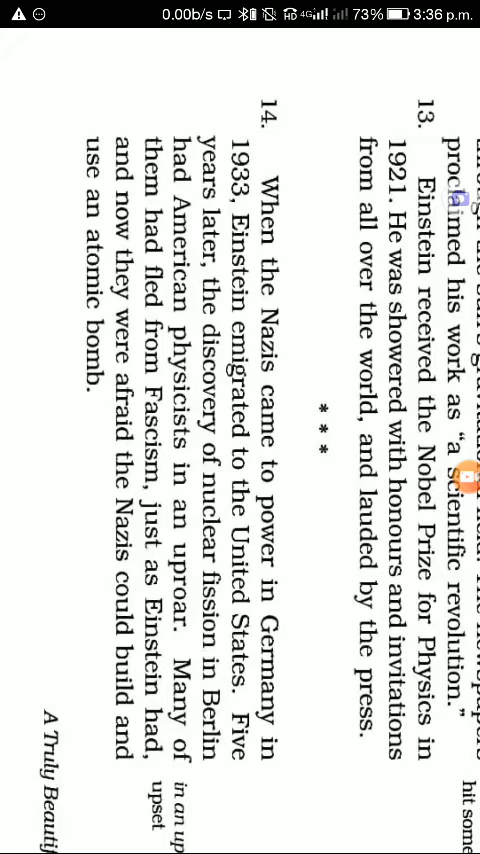 0.00b/s HD 4G 73% 3:36 p.m.
proclaimed his work as “a scientific revolution.” hit some
13. Einstein received the Nobel Prize for Physics in
1921. He was showered with honours and invitations
from all over the world, and lauded by the press.
* * *
14. When the Nazis came to power in Germany in
1933, Einstein emigrated to the United States. Five
years later, the discovery of nuclear fission in Berlin
had American physicists in an uproar. Many of in an up
them had fled from Fascism, just as Einstein had, upset
and now they were afraid the Nazis could build and
use an atomic bomb.
A Truly Beautif